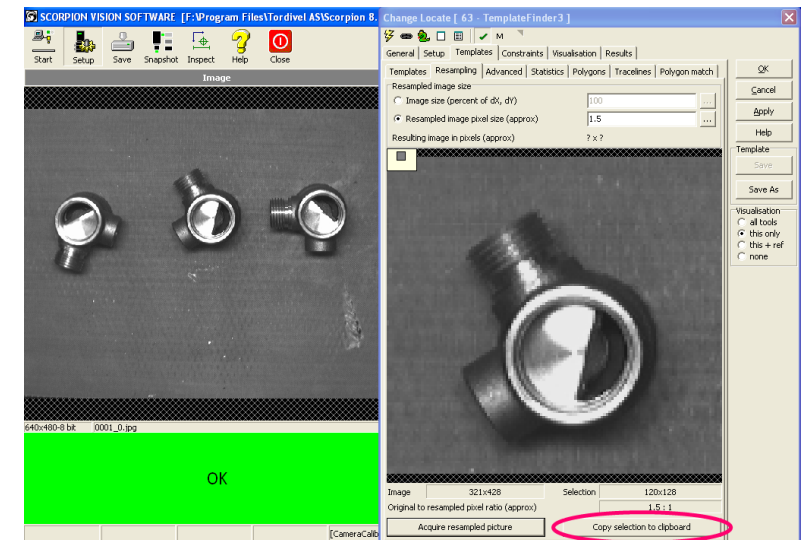 SCORPION VISION SOFTWARE [F:\Program Files\Tordivel AS\Scorpion 8.
Start Setup Save Snapshot Inspect Help Close
Image
640x480-8 bit 0001_0.jpg
OK
[CameraCalib
Change Locate [ 63 - TemplateFinder3 ]
M
General Setup Templates Constraints Visualisation Results
Templates Resampling Advanced Statistics Polygons Tracelines Polygon match
Resampled image size
Image size (percent of dX, dY) 100 ...
Resampled image pixel size (approx) 1.5 ...
Resulting image in pixels (approx) ? x ?
Image 321x428 Selection 120x128
Original to resampled pixel ratio (approx) 1.5 : 1
Acquire resampled picture Copy selection to clipboard
OK
Cancel
Apply
Help
Template
Save
Save As
Visualisation
all tools
this only
this + ref
none